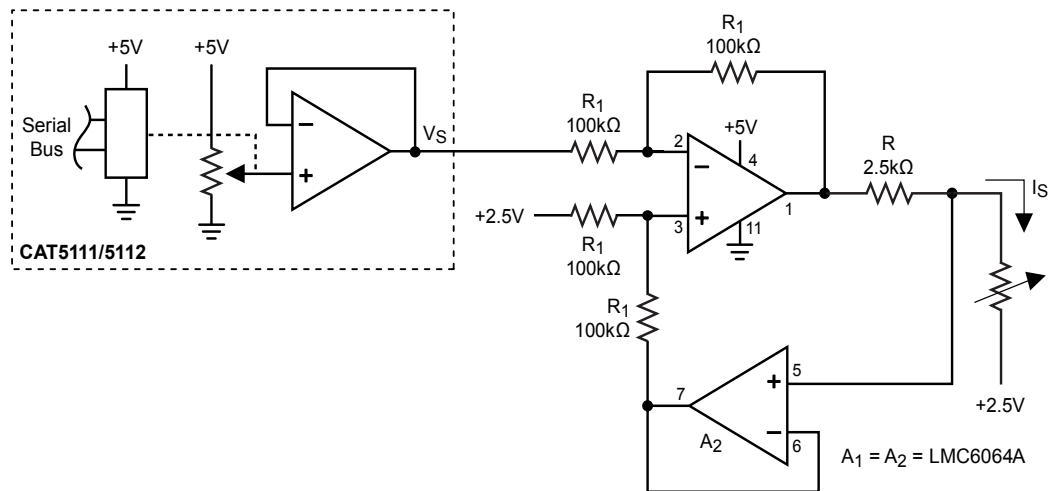 +5V
+5V
Serial
Bus
−
+
VS
CAT5111/5112
R1
100kΩ
R1
100kΩ
+5V
2
−
4
+2.5V
3
+
1
11
R1
100kΩ
R
2.5kΩ
IS
R1
100kΩ
+2.5V
7
+
5
−
6
A2
A1 = A2 = LMC6064A